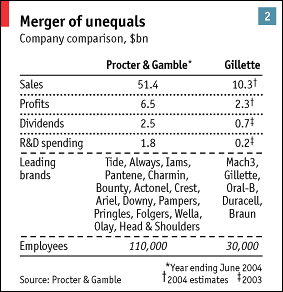 Merger of unequals
2
Company comparison, $bn
Procter & Gamble* Gillette
Sales 51.4 10.3†
Profits 6.5 2.3†
Dividends 2.5 0.7‡
R&D spending 1.8 0.2‡
Leading brands Tide, Always, Iams, Pantene, Charmin, Bounty, Actonel, Crest, Ariel, Downy, Pampers, Pringles, Folgers, Wella, Olay, Head & Shoulders Mach3, Gillette, Oral-B, Duracell, Braun
Employees 110,000 30,000
*Year ending June 2004
Source: Procter & Gamble †2004 estimates ‡2003